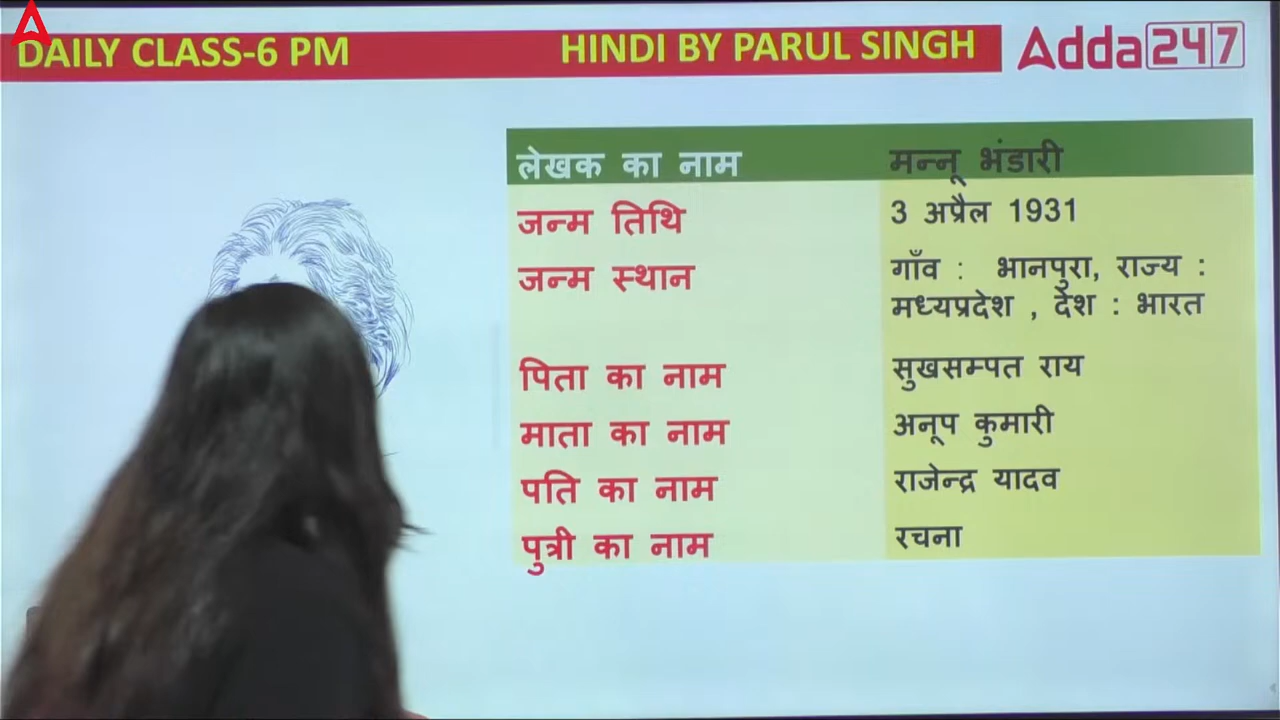 DAILY CLASS-6 PM
HINDI BY PARUL SINGH
Adda247
लेखक का नाम मन्नू भंडारी
जन्म तिथि 3 अप्रैल 1931
जन्म स्थान गाँव : भानपुरा, राज्य :
मध्यप्रदेश , देश : भारत
पिता का नाम सुखसम्पत राय
माता का नाम अनूप कुमारी
पति का नाम राजेन्द्र यादव
पुत्री का नाम रचना